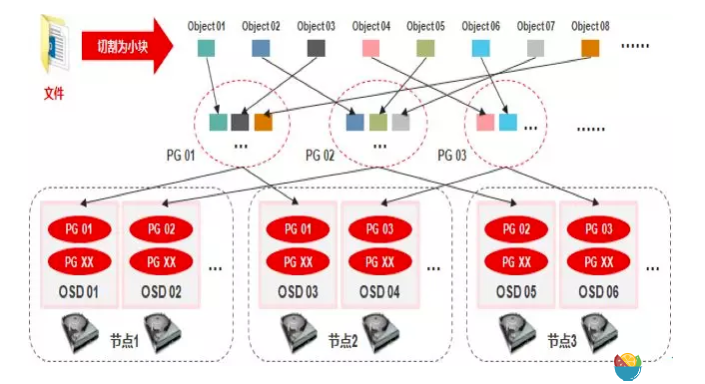 Object 01 Object 02 Object 03 Object 04 Object 05 Object 06 Object 07 Object 08
切割为小块
......
文件
...
...
...
......
PG 01 PG 02 PG 03
PG 01 PG 02 PG 01 PG 03 PG 02 PG 03
PG XX PG XX PG XX PG XX PG XX PG XX
... ... ...
OSD 01 OSD 02 OSD 03 OSD 04 OSD 05 OSD 06
节点1 节点2 节点3